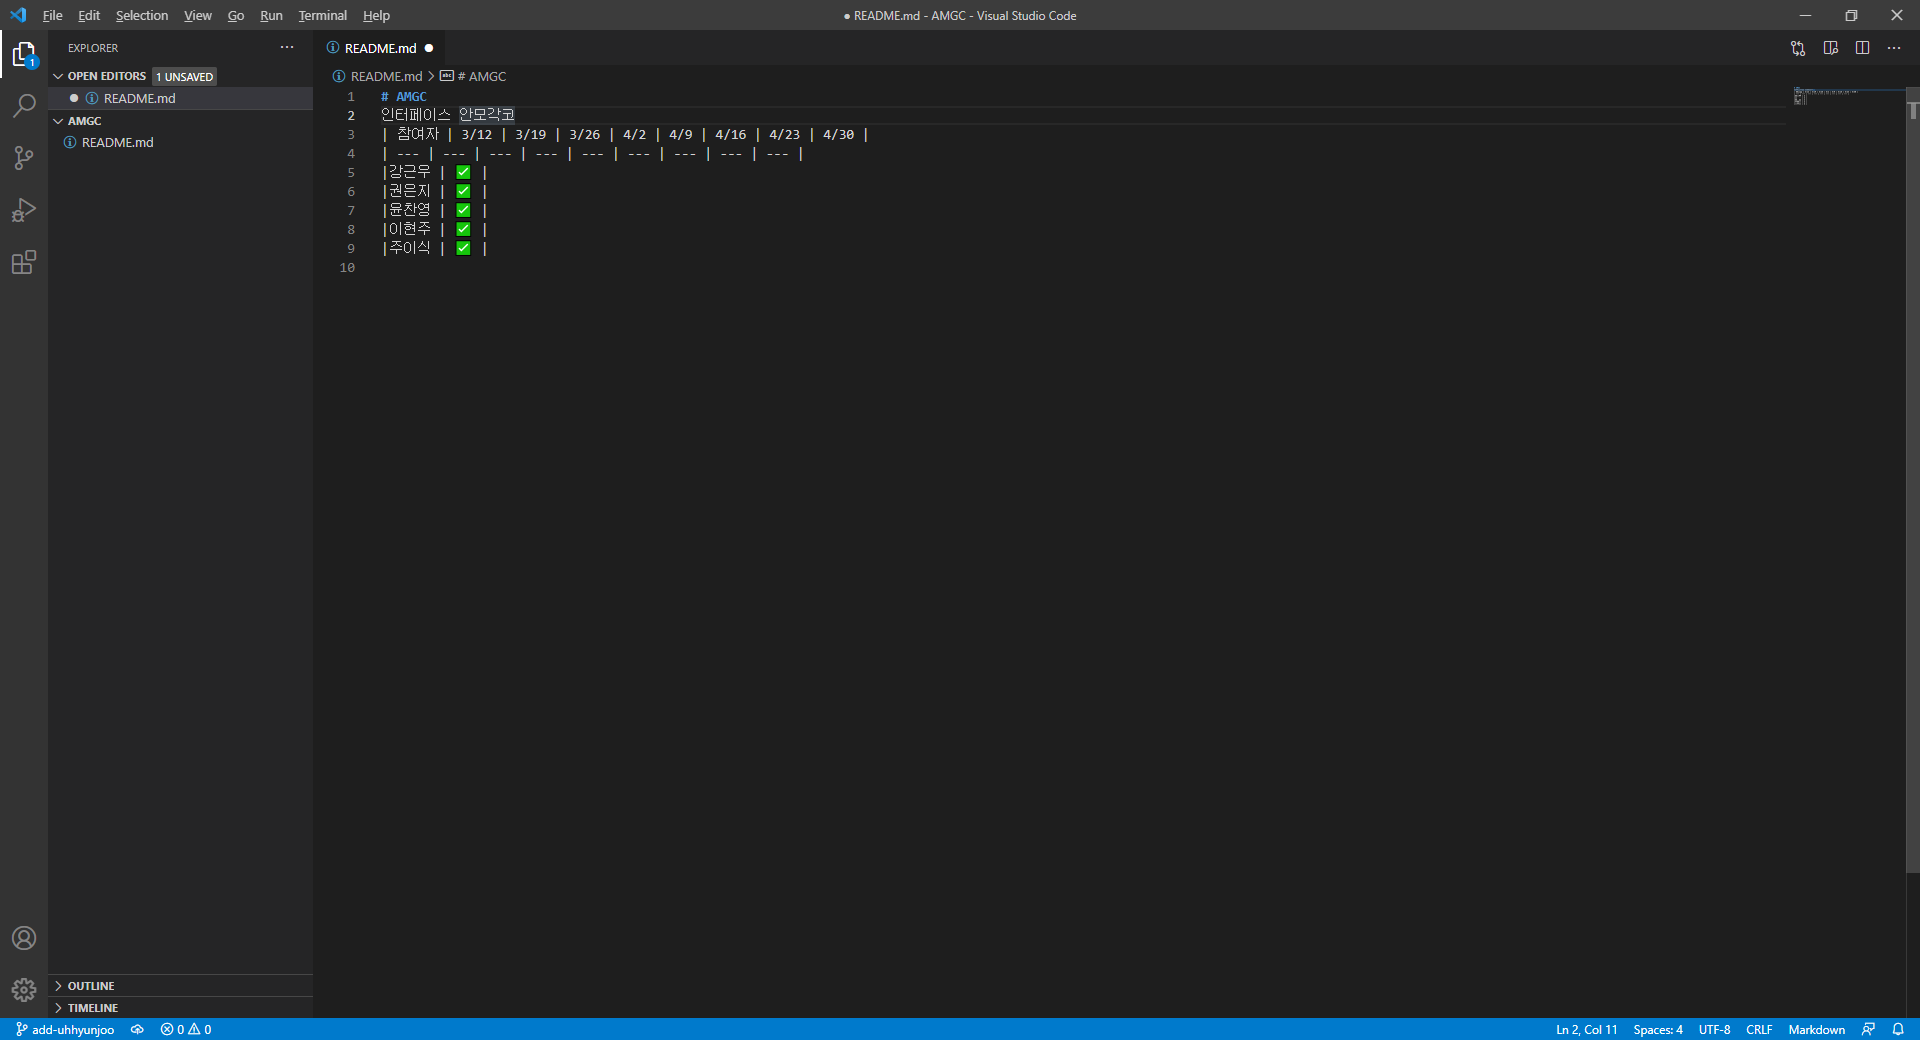 File Edit Selection View Go Run Terminal Help
● README.md - AMGC - Visual Studio Code
EXPLORER
README.md
OPEN EDITORS 1 UNSAVED
README.md
AMGC
README.md
1
README.md > # AMGC
1 # AMGC
2 인터페이스 안모각코
3 | 참여자 | 3/12 | 3/19 | 3/26 | 4/2 | 4/9 | 4/16 | 4/23 | 4/30 |
4 | --- | --- | --- | --- | --- | --- | --- | --- | --- |
5 |강근우 | ✅ |
6 |권은지 | ✅ |
7 |윤찬영 | ✅ |
8 |이현주 | ✅ |
9 |주이식 | ✅ |
10
OUTLINE
TIMELINE
add-uhhyunjoo 0 0 Ln 2, Col 11 Spaces: 4 UTF-8 CRLF Markdown